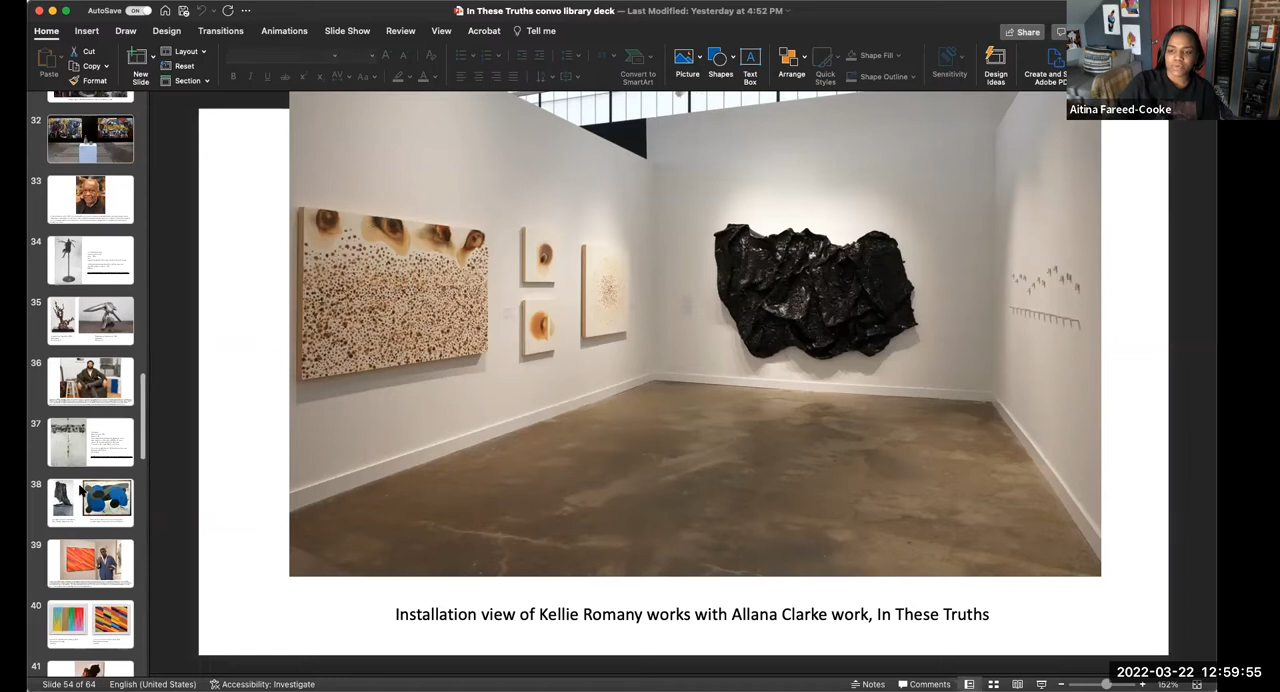 AutoSave ON
In These Truths convo library deck — Last Modified: Yesterday at 4:52 PM
Home Insert Draw Design Transitions Animations Slide Show Review View Acrobat Tell me
Share
Paste
Cut
Copy
Format
New
Slide
Layout
Reset
Section
Convert to
SmartArt
Picture
Shapes
Text
Box
Arrange
Quick
Styles
Shape Fill
Shape Outline
Sensitivity
Design
Ideas
Create and
Adobe
Aitina Fareed-Cooke
32
33
34
35
36
37
38
39
40
41
Installation view of Kellie Romany works with Allana Clarke work, In These Truths
2022-03-22 12:59:55
Slide 54 of 64 English (United States) Accessibility: Investigate Notes Comments 152%